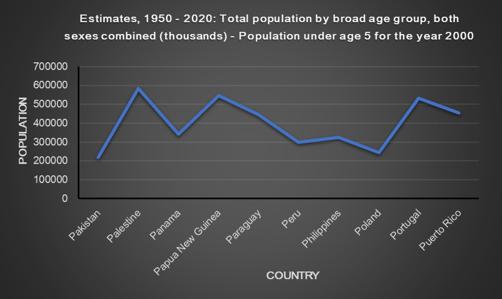 Estimates, 1950 - 2020: Total population by broad age group, both
sexes combined (thousands) - Population under age 5 for the year 2000
POPULATION
700000
600000
500000
400000
300000
200000
100000
0
Pakistan
Palestine
Panama
Papua New Guinea
Paraguay
Peru
Philippines
Poland
Portugal
Puerto Rico
COUNTRY